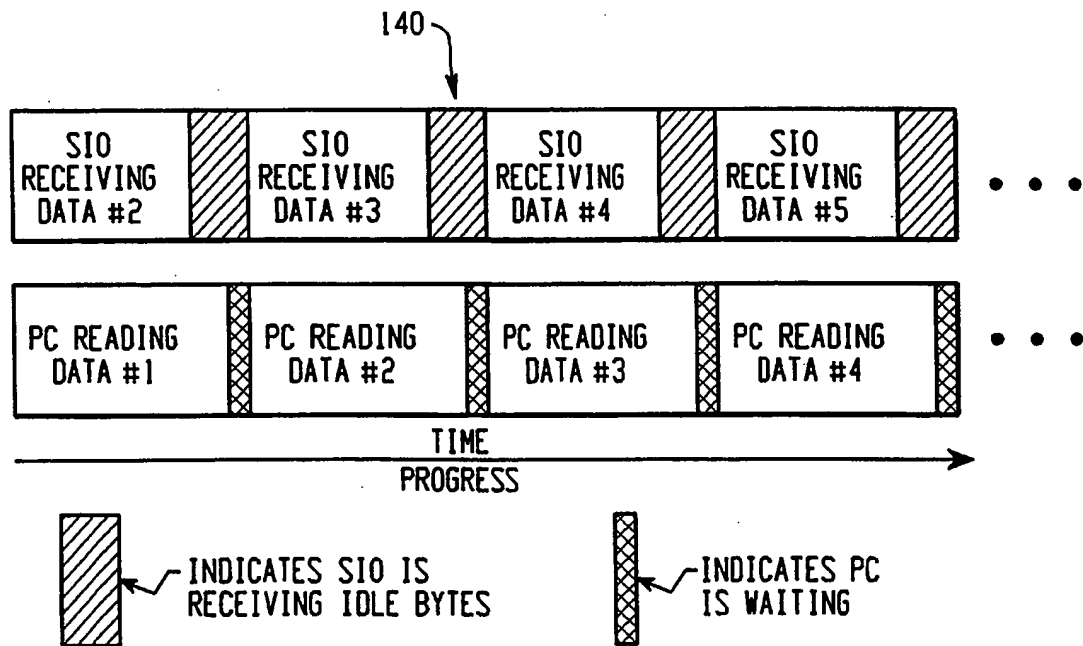 140
SIO
RECEIVING
DATA #2
SIO
RECEIVING
DATA #3
SIO
RECEIVING
DATA #4
SIO
RECEIVING
DATA #5
PC READING
DATA #1
PC READING
DATA #2
PC READING
DATA #3
PC READING
DATA #4
TIME
PROGRESS
INDICATES SIO IS
RECEIVING IDLE BYTES
INDICATES PC
IS WAITING